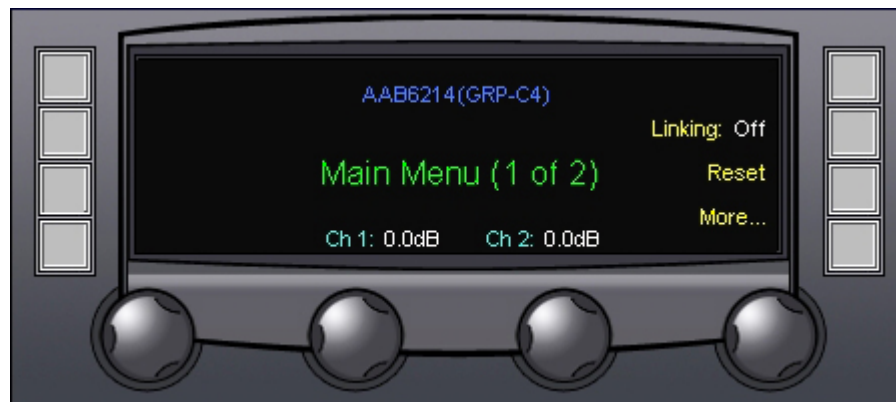 AAB6214(GRP-C4)
Linking: Off
Main Menu (1 of 2)
Reset
More...
Ch 1: 0.0dB Ch 2: 0.0dB